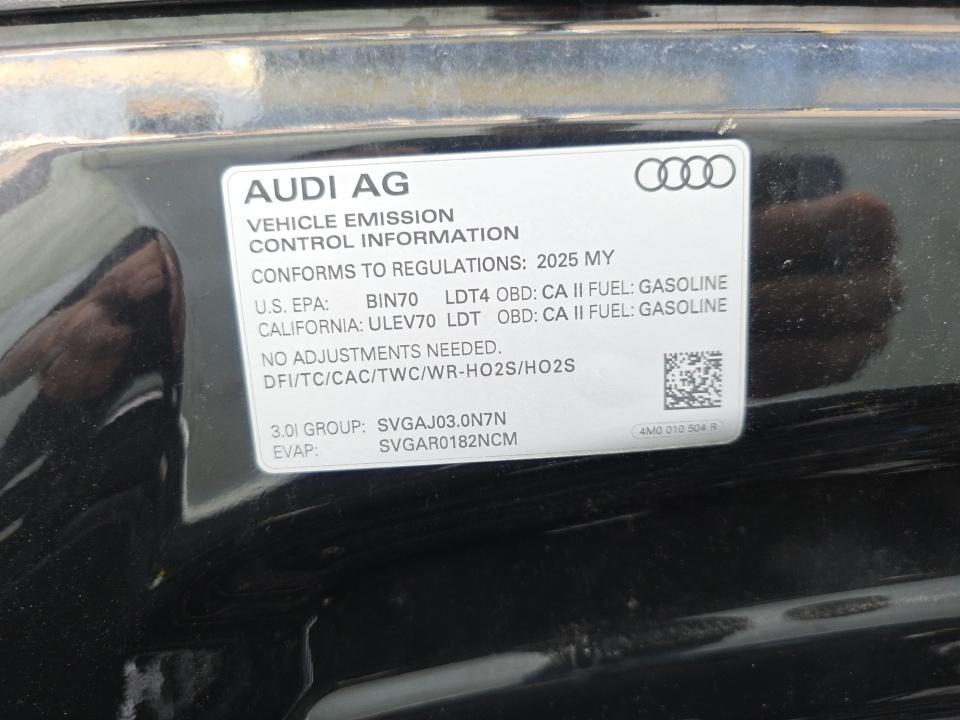 AUDI AG
VEHICLE EMISSION
CONTROL INFORMATION
CONFORMS TO REGULATIONS: 2025 MY
U.S. EPA: BIN70 LDT4 OBD: CA II FUEL: GASOLINE
CALIFORNIA: ULEV70 LDT OBD: CA II FUEL: GASOLINE
NO ADJUSTMENTS NEEDED.
DFI/TC/CAC/TWC/WR-HO2S/HO2S
3.0l GROUP: SVGAJ03.0N7N
EVAP: SVGAR0182NCM
4M0 010 504 R